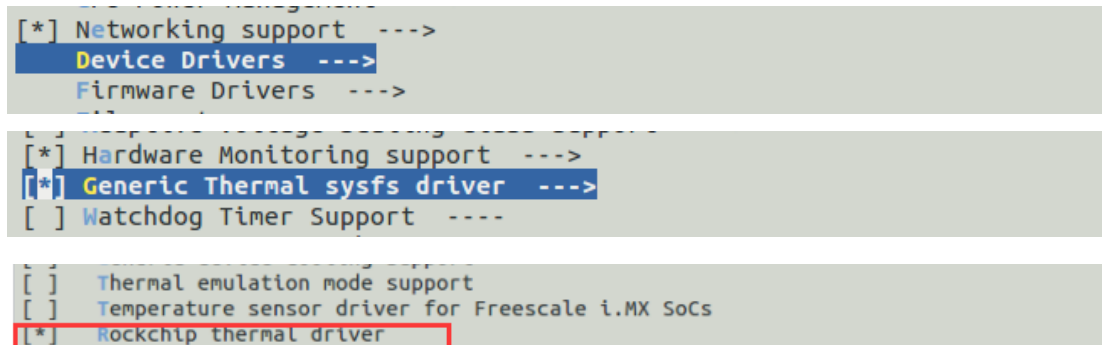 [*] Networking support --->
Device Drivers --->
Firmware Drivers --->
[*] Hardware Monitoring support --->
[*] Generic Thermal sysfs driver --->
[ ] Watchdog Timer Support ----
[ ] Thermal emulation mode support
[ ] Temperature sensor driver for Freescale i.MX SoCs
[*] Rockchip thermal driver